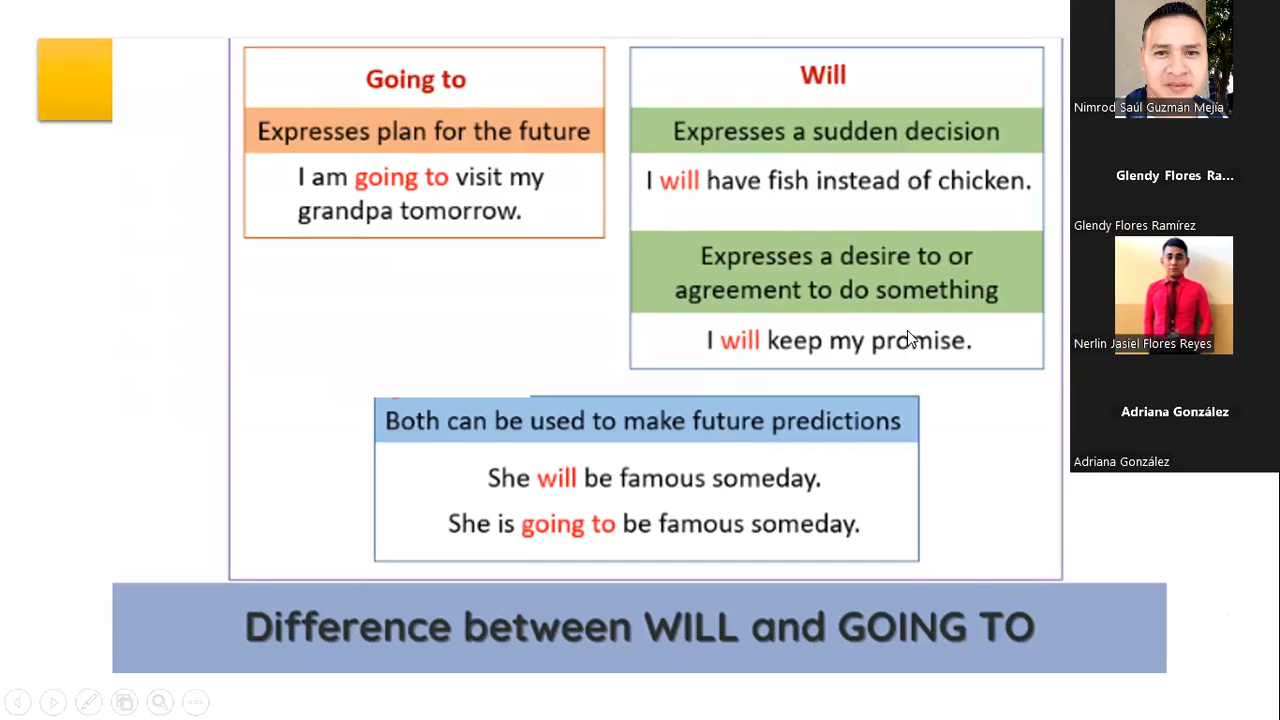 Going to
Expresses plan for the future
I am going to visit my
grandpa tomorrow.
Will
Expresses a sudden decision
I will have fish instead of chicken.
Expresses a desire to or
agreement to do something
I will keep my promise.
Both can be used to make future predictions
She will be famous someday.
She is going to be famous someday.
Difference between WILL and GOING TO
Nimrod Saúl Guzmán Mejia
Glendy Flores Ra...
Glendy Flores Ramírez
Nerlin Jasiel Flores Reyes
Adriana González
Adriana González